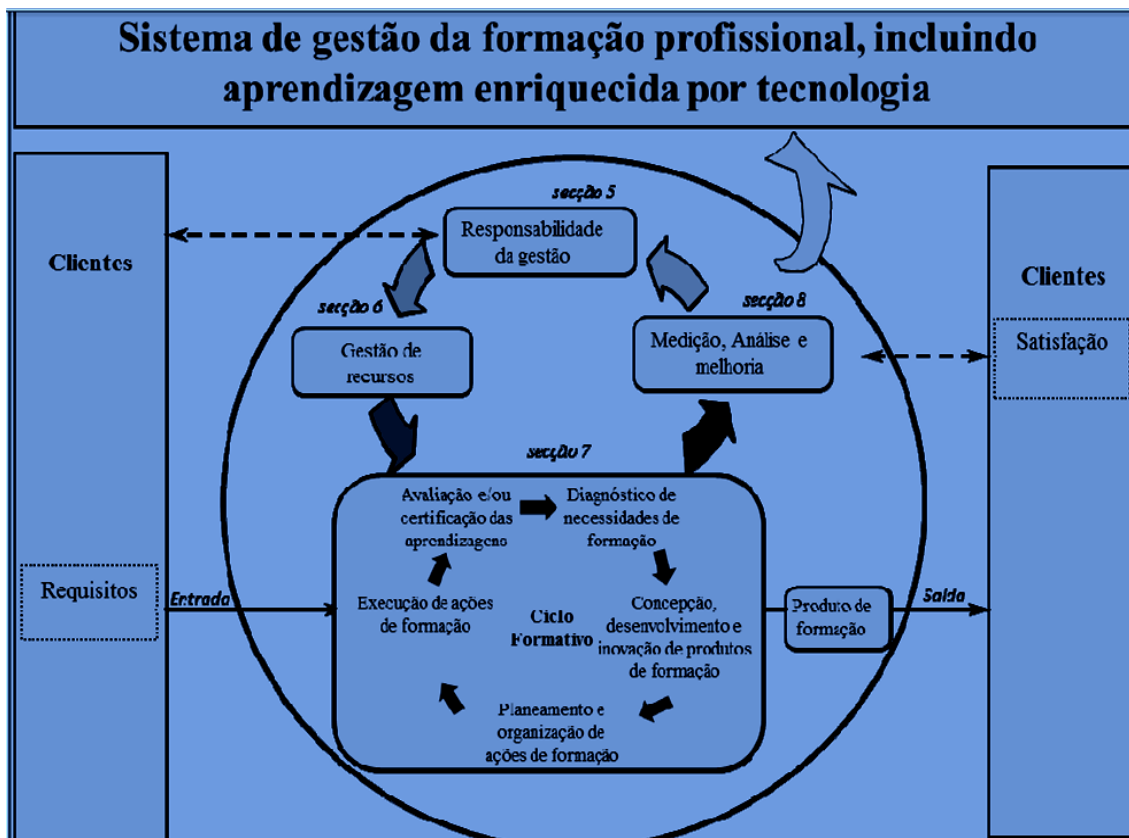 Sistema de gestão da formação profissional, incluindo
aprendizagem enriquecida por tecnologia
secção 5
Responsabilidade
da gestão
Clientes
Clientes
secção 6
secção 8
Gestão de
recursos
Medição, Análise e
melhoria
Satisfação
secção 7
Avaliação e/ou
certificação das
aprendizagens
Diagnóstico de
necessidades de
formação
Requisitos
Entrada
Execução de ações
de formação
Ciclo
Formativo
Concepção,
desenvolvimento e
inovação de produtos
de formação
Produto de
formação
Saída
Planeamento e
organização de
ações de formação